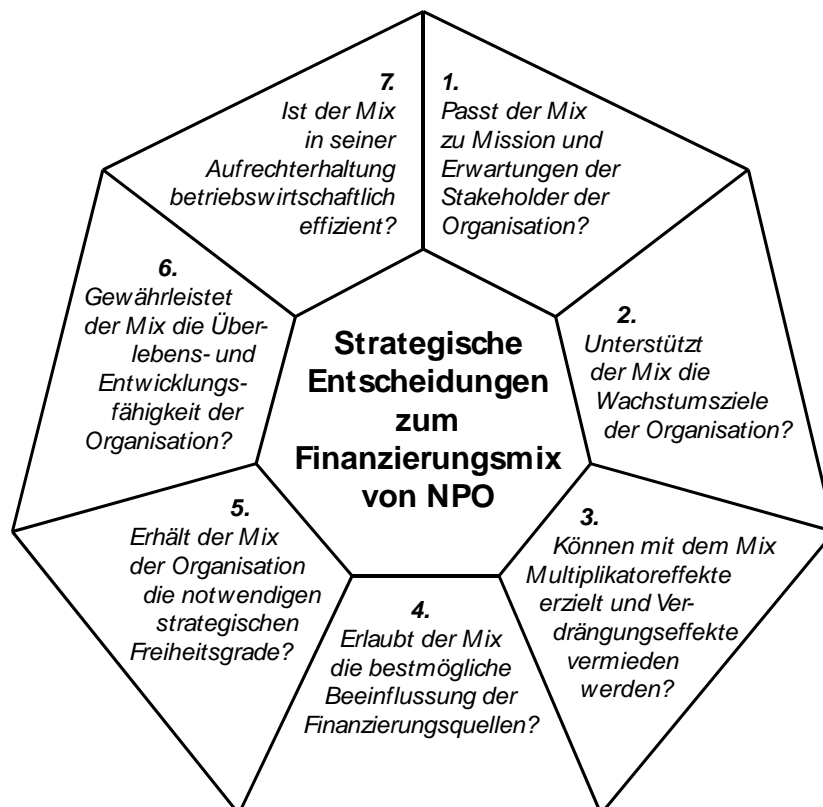 Strategische
Entscheidungen
zum
Finanzierungsmix
von NPO
1.
Passt der Mix
zu Mission und
Erwartungen der
Stakeholder der
Organisation?
2.
Unterstützt
der Mix die
Wachstumsziele
der Organisation?
3.
Können mit dem Mix
Multiplikatoreffekte
erzielt und Ver-
drängungseffekte
vermieden
werden?
4.
Erlaubt der Mix
die bestmögliche
Beeinflussung der
Finanzierungsquellen?
5.
Erhält der Mix
der Organisation
die notwendigen
strategischen
Freiheitsgrade?
6.
Gewährleistet
der Mix die Über-
lebens- und
Entwicklungs-
fähigkeit der
Organisation?
7.
Ist der Mix
in seiner
Aufrechterhaltung
betriebswirtschaftlich
effizient?